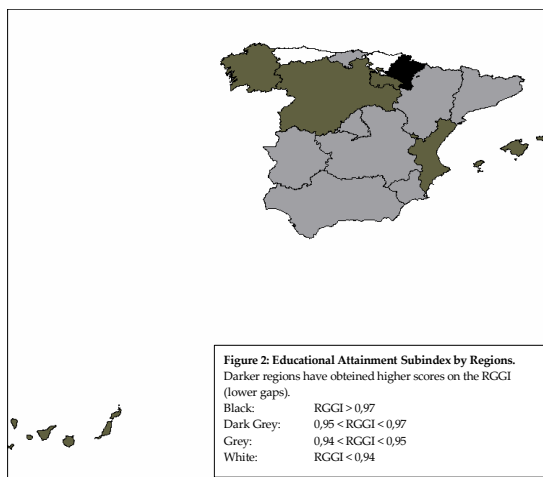 Figure 2: Educational Attainment Subindex by Regions.
Darker regions have obteined higher scores on the RGGI
(lower gaps).
Black: RGGI > 0,97
Dark Grey: 0,95 < RGGI < 0,97
Grey: 0,94 < RGGI < 0,95
White: RGGI < 0,94